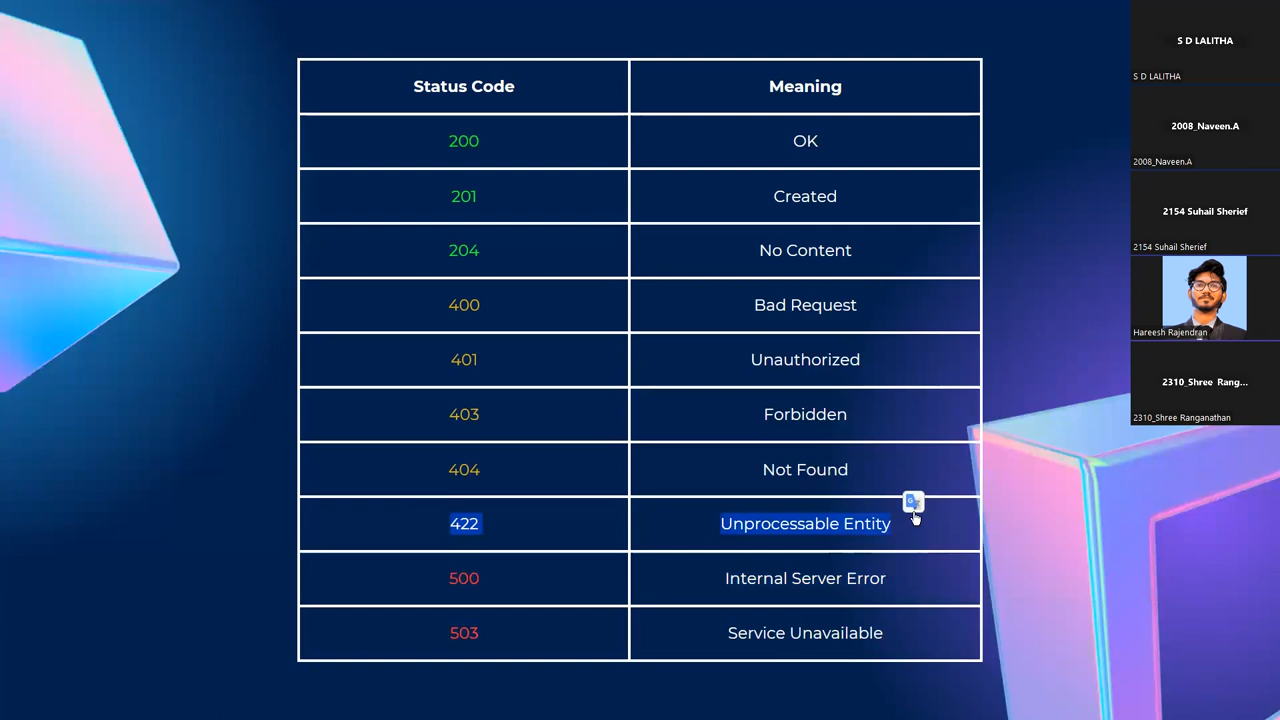 Status Code Meaning
200 OK
201 Created
204 No Content
400 Bad Request
401 Unauthorized
403 Forbidden
404 Not Found
422 Unprocessable Entity
500 Internal Server Error
503 Service Unavailable
S D LALITHA
S D LALITHA
2008_Naveen.A
2008_Naveen.A
2154 Suhail Sherief
2154 Suhail Sherief
Hareesh Rajendran
2310_Shree Rang...
2310_Shree Ranganathan